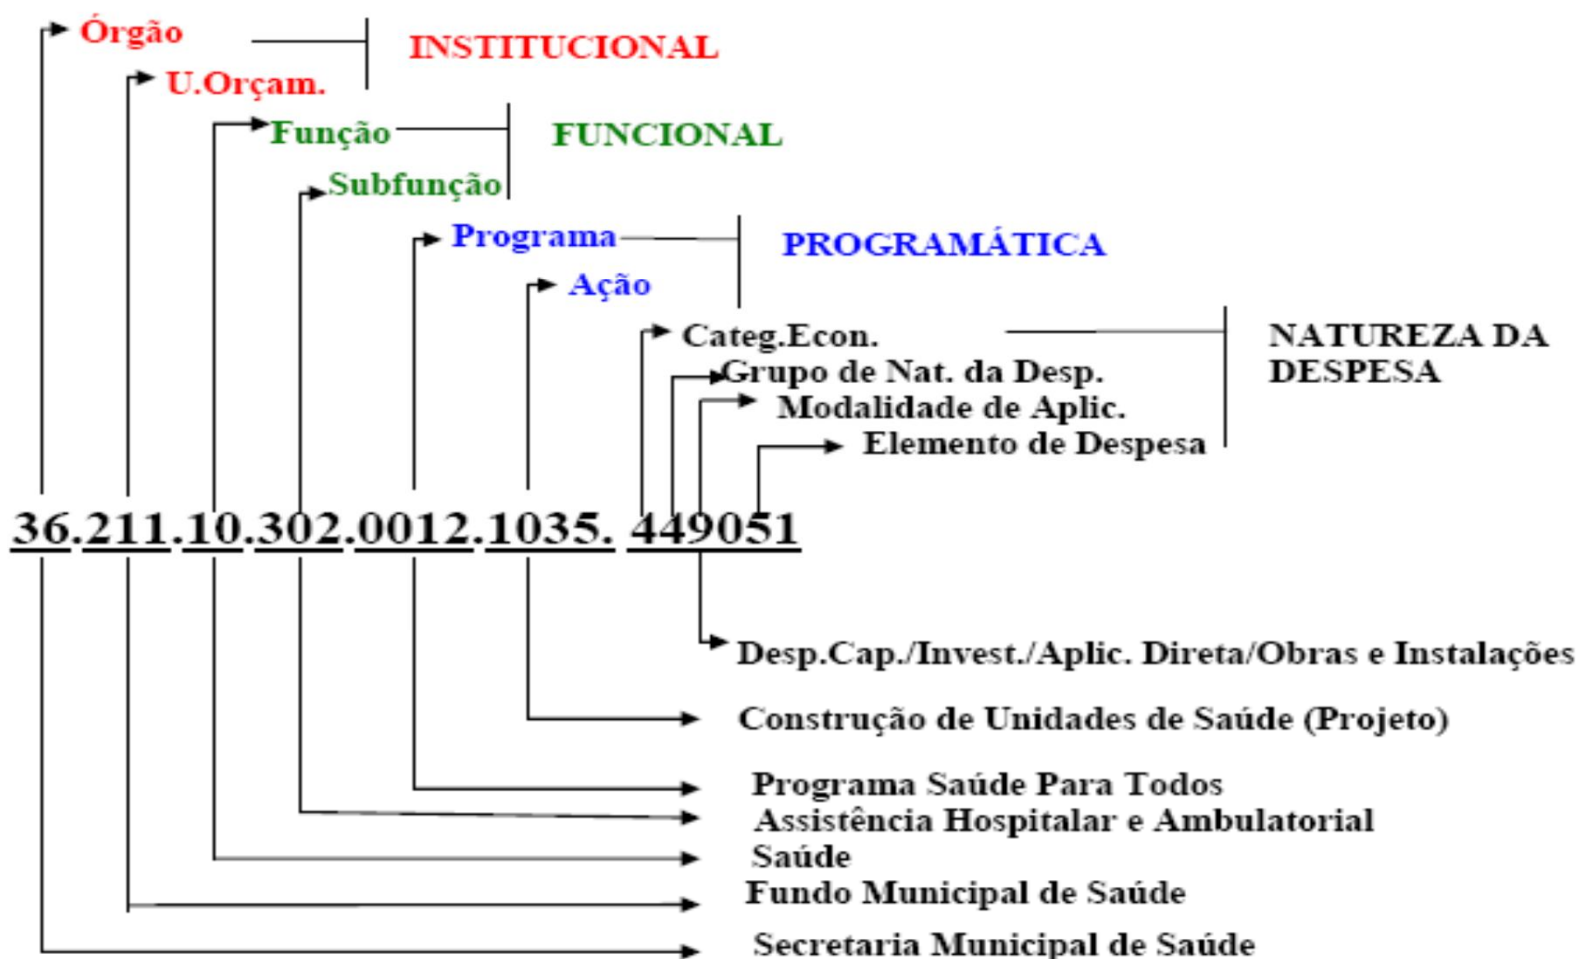 Órgão
INSTITUCIONAL
U.Orçam.
Função
FUNCIONAL
Subfunção
Programa
PROGRAMÁTICA
Ação
Categ.Econ.
NATUREZA DA
DESPESA
Grupo de Nat. da Desp.
Modalidade de Aplic.
Elemento de Despesa
36.211.10.302.0012.1035. 449051
Desp.Cap./Invest./Aplic. Direta/Obras e Instalações
Construção de Unidades de Saúde (Projeto)
Programa Saúde Para Todos
Assistência Hospitalar e Ambulatorial
Saúde
Fundo Municipal de Saúde
Secretaria Municipal de Saúde